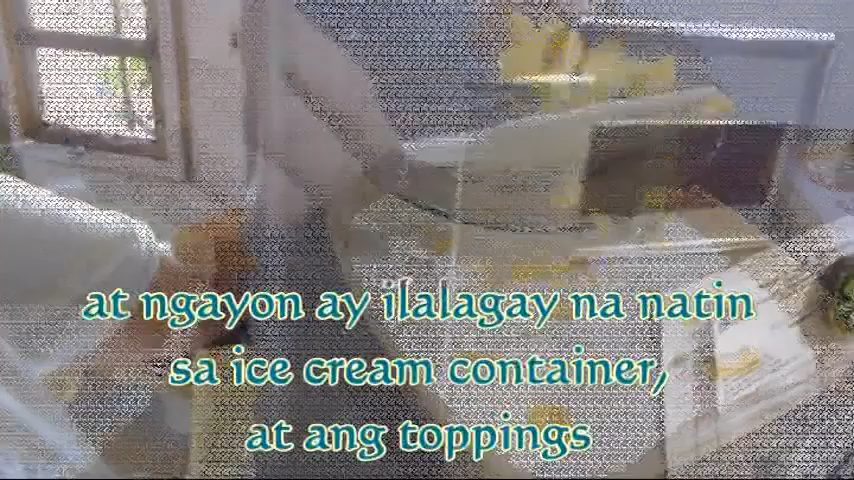 at ngayon ay ilalagay na natin
sa ice cream container,
at ang toppings